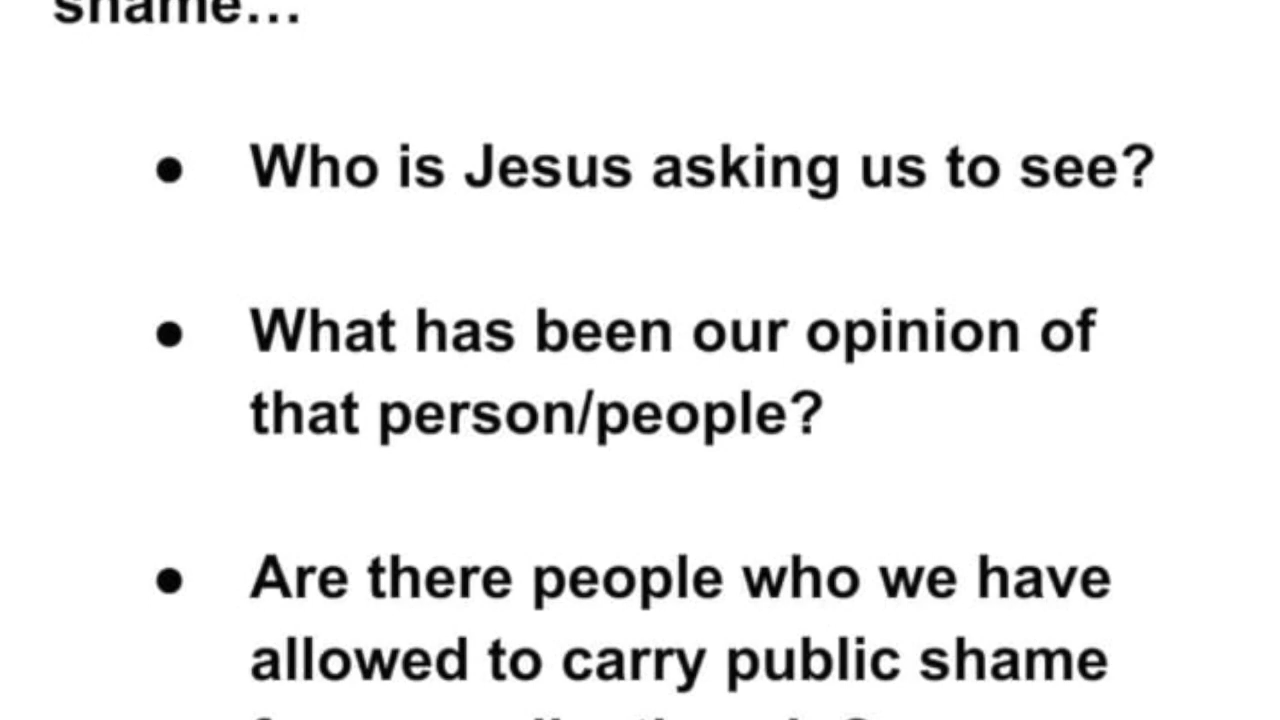 shame...
● Who is Jesus asking us to see?
● What has been our opinion of
that person/people?
● Are there people who we have
allowed to carry public shame